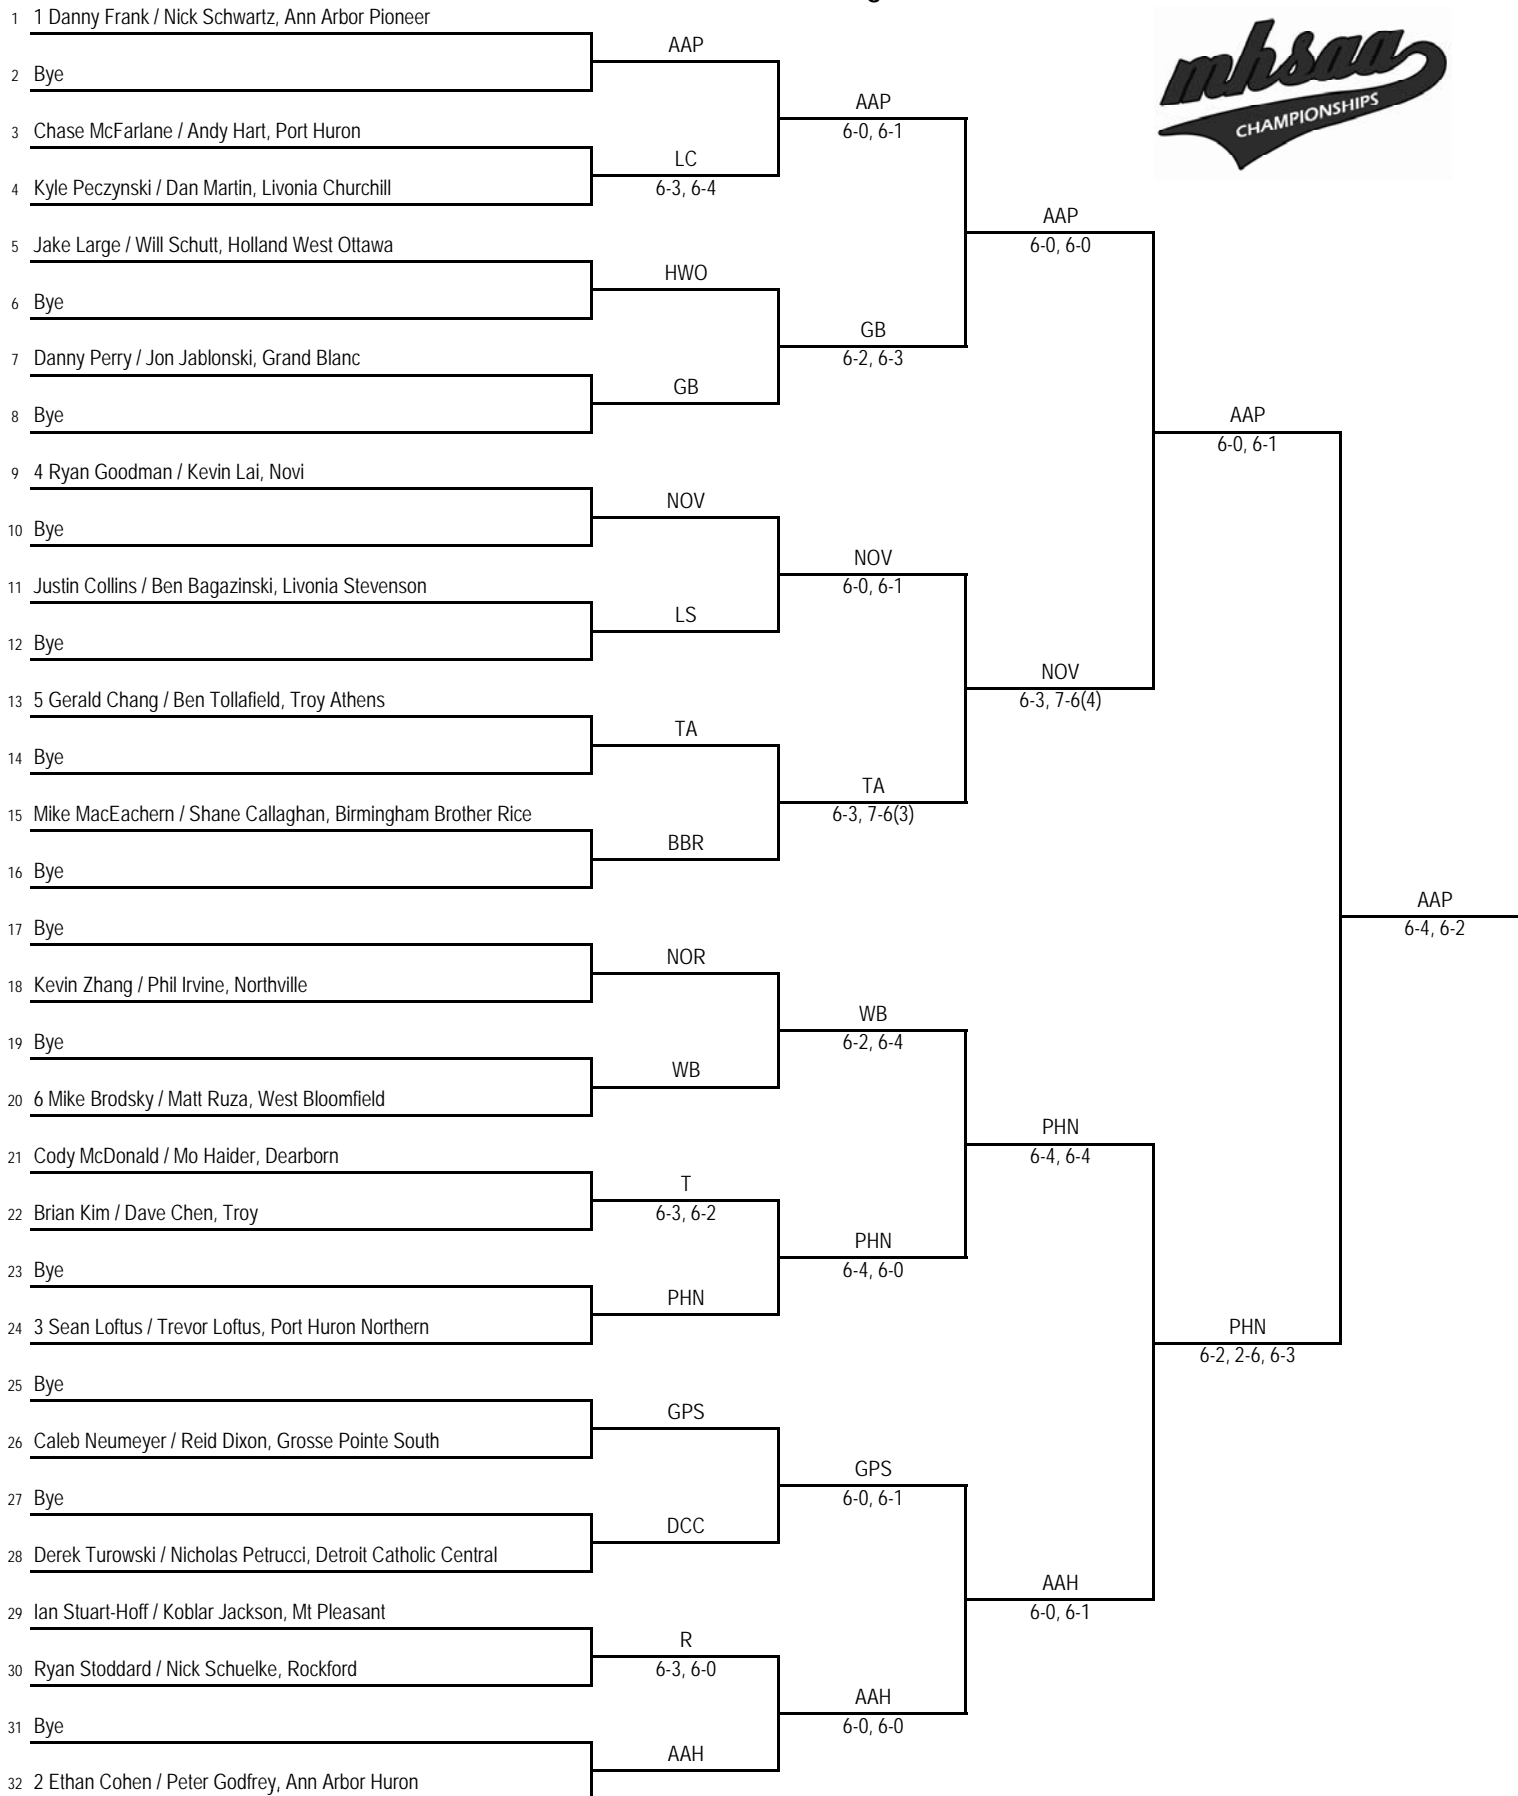 1 1 Danny Frank / Nick Schwartz, Ann Arbor Pioneer
AAP
2 Bye
AAP
6-0, 6-1
3 Chase McFarlane / Andy Hart, Port Huron
LC
6-3, 6-4
4 Kyle Peczynski / Dan Martin, Livonia Churchill
AAP
6-0, 6-0
5 Jake Large / Will Schutt, Holland West Ottawa
HWO
6 Bye
GB
6-2, 6-3
7 Danny Perry / Jon Jablonski, Grand Blanc
GB
8 Bye
AAP
6-0, 6-1
9 4 Ryan Goodman / Kevin Lai, Novi
NOV
10 Bye
NOV
6-0, 6-1
11 Justin Collins / Ben Bagazinski, Livonia Stevenson
LS
12 Bye
NOV
6-3, 7-6(4)
13 5 Gerald Chang / Ben Tollafield, Troy Athens
TA
14 Bye
TA
6-3, 7-6(3)
15 Mike MacEachern / Shane Callaghan, Birmingham Brother Rice
BBR
16 Bye
AAP
6-4, 6-2
17 Bye
NOR
18 Kevin Zhang / Phil Irvine, Northville
WB
6-2, 6-4
19 Bye
WB
20 6 Mike Brodsky / Matt Ruza, West Bloomfield
PHN
6-4, 6-4
21 Cody McDonald / Mo Haider, Dearborn
T
6-3, 6-2
22 Brian Kim / Dave Chen, Troy
PHN
6-4, 6-0
23 Bye
PHN
24 3 Sean Loftus / Trevor Loftus, Port Huron Northern
PHN
6-2, 2-6, 6-3
25 Bye
GPS
26 Caleb Neumeyer / Reid Dixon, Grosse Pointe South
GPS
6-0, 6-1
27 Bye
DCC
28 Derek Turowski / Nicholas Petrucci, Detroit Catholic Central
AAH
6-0, 6-1
29 Ian Stuart-Hoff / Koblar Jackson, Mt Pleasant
R
6-3, 6-0
30 Ryan Stoddard / Nick Schuelke, Rockford
AAH
6-0, 6-0
31 Bye
AAH
32 2 Ethan Cohen / Peter Godfrey, Ann Arbor Huron
mhsaa
CHAMPIONSHIPS